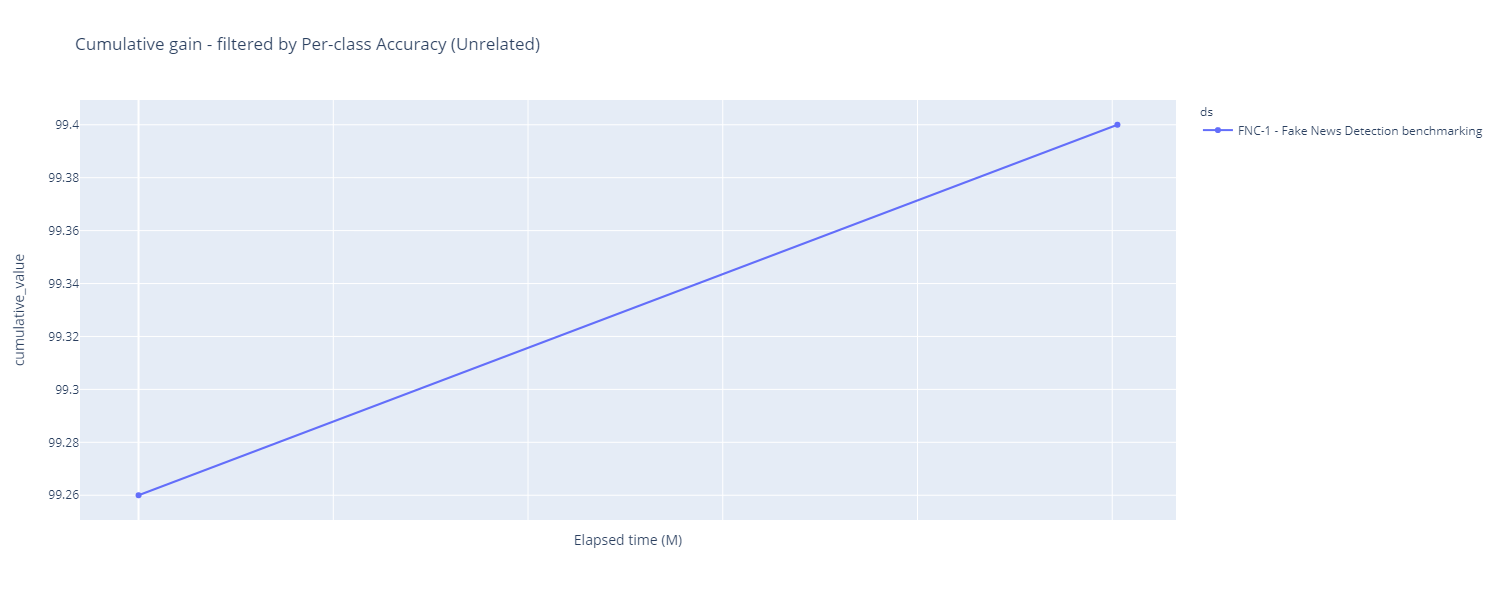 Cumulative gain - filtered by Per-class Accuracy (Unrelated)
ds
FNC-1 - Fake News Detection benchmarking
99.4
99.38
99.36
99.34
99.32
99.3
99.28
99.26
cumulative_value
Elapsed time (M)